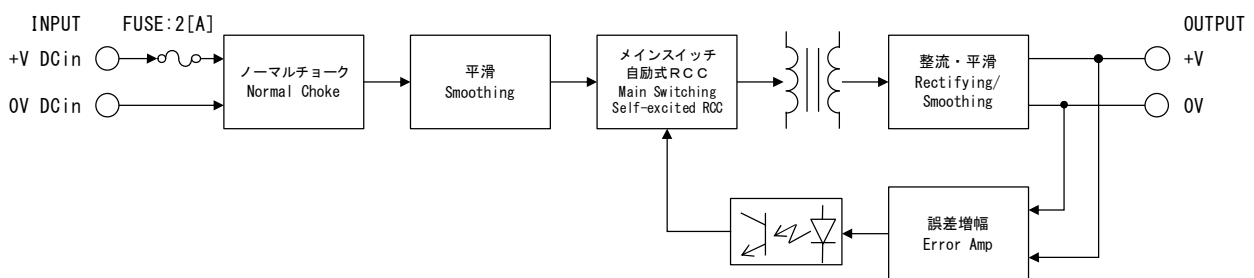 INPUT
FUSE:2[A]
OUTPUT
+V DCin
0V DCin
ノーマルチョーク
Normal Choke
平滑
Smoothing
メインスイッチ
自励式RCC
Main Switching
Self-excited RCC
整流・平滑
Rectifying/
Smoothing
+V
0V
誤差増幅
Error Amp